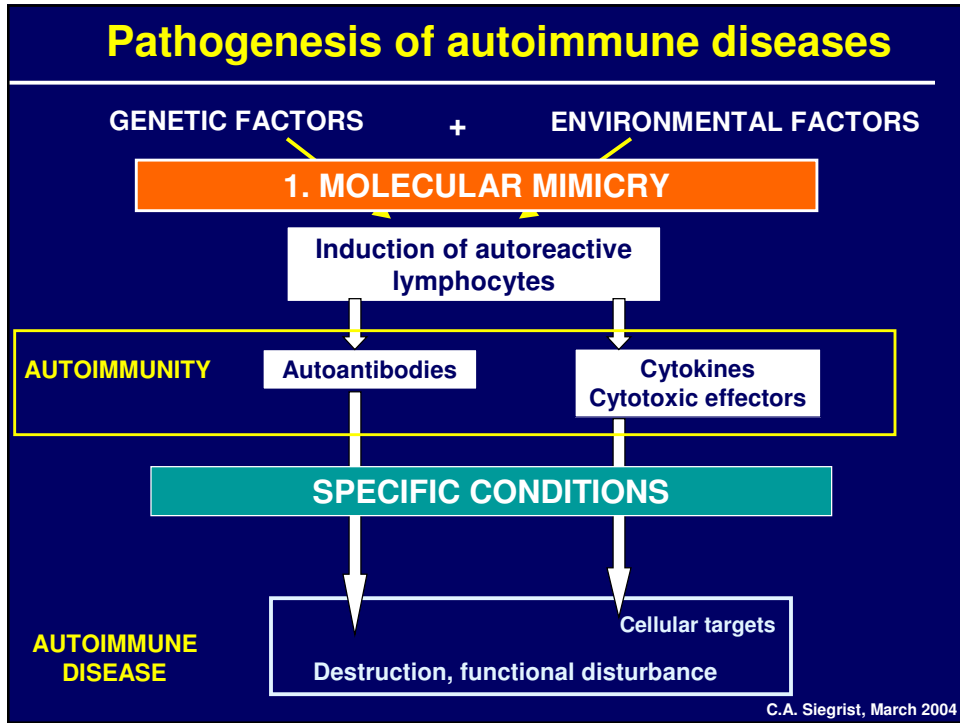 Pathogenesis of autoimmune diseases
GENETIC FACTORS + ENVIRONMENTAL FACTORS
1. MOLECULAR MIMICRY
Induction of autoreactive
lymphocytes
AUTOIMMUNITY
Autoantibodies
Cytokines
Cytotoxic effectors
SPECIFIC CONDITIONS
Cellular targets
AUTOIMMUNE
DISEASE
Destruction, functional disturbance
C.A. Siegrist, March 2004